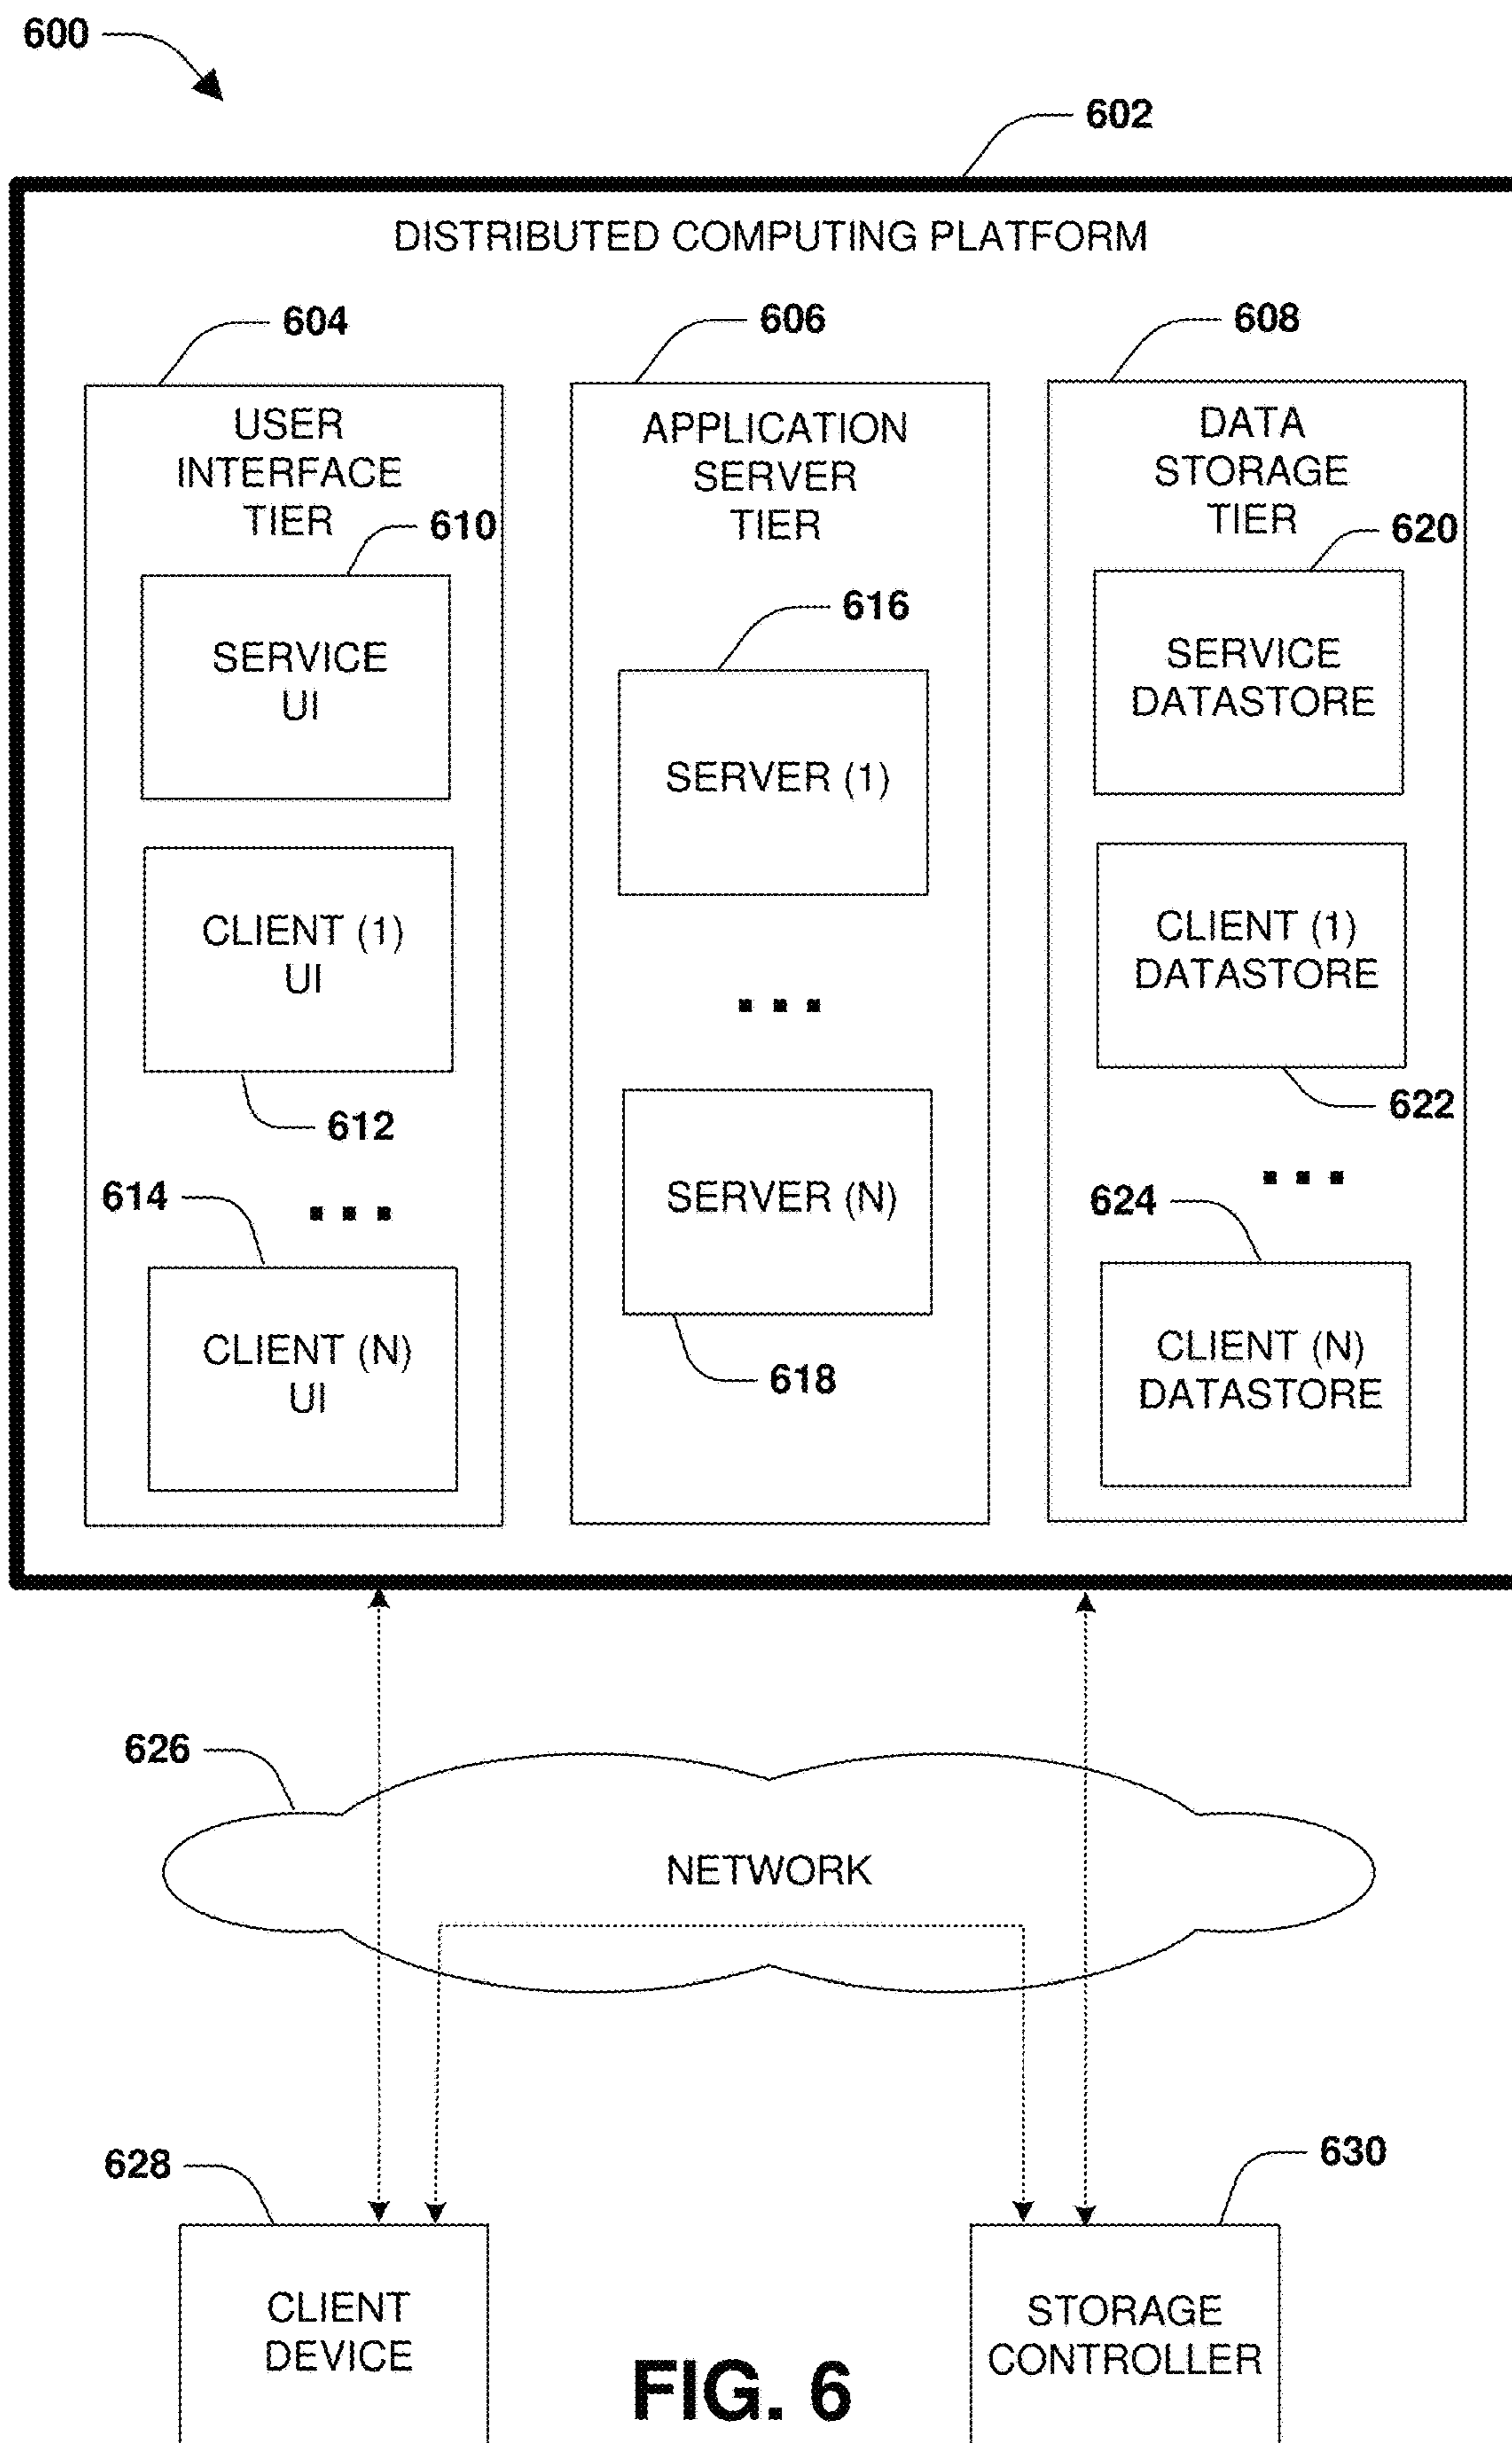 600
602
DISTRIBUTED COMPUTING PLATFORM
604
606
608
USER
INTERFACE
TIER
610
SERVICE
UI
CLIENT (1)
UI
612
614
...
CLIENT (N)
UI
APPLICATION
SERVER
TIER
616
SERVER (1)
...
SERVER (N)
618
DATA
STORAGE
TIER
620
SERVICE
DATASTORE
CLIENT (1)
DATASTORE
622
...
624
CLIENT (N)
DATASTORE
626
NETWORK
628
630
CLIENT
DEVICE
STORAGE
CONTROLLER
FIG. 6